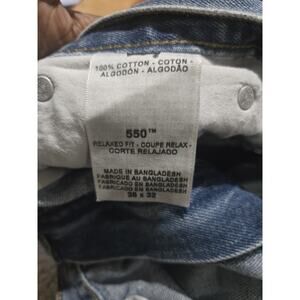 100% COTTON - COTON -
ALGODÓN - ALGODÃO
550™
RELAXED FIT - COUPE RELAX -
CORTE RELAJADO
MADE IN BANGLADESH
FABRIQUÉ AU BANGLADESH
FABRICADO EN BANGLADESH
FABRICADO EM BANGLADESH
38 x 32